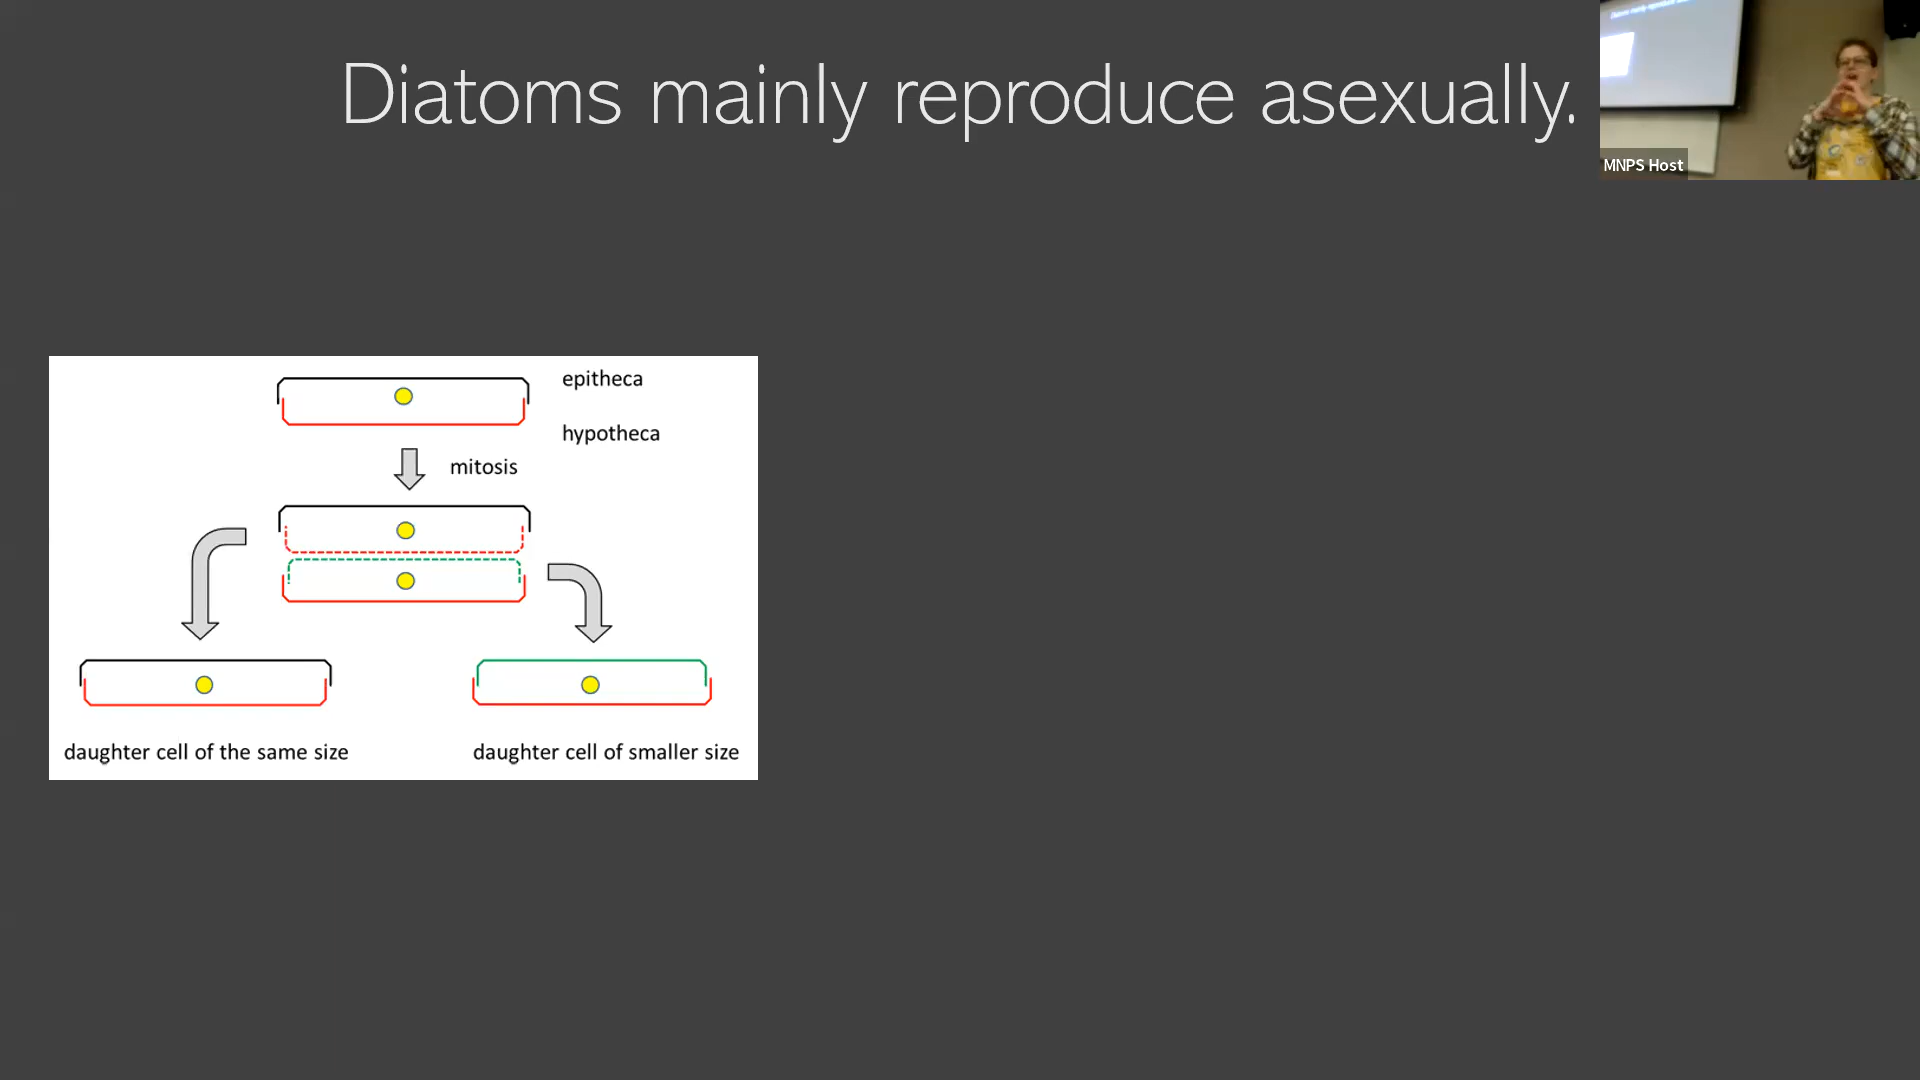 Diatoms mainly reproduce asexually.
MNPS Host
epitheca
hypotheca
mitosis
daughter cell of the same size
daughter cell of smaller size